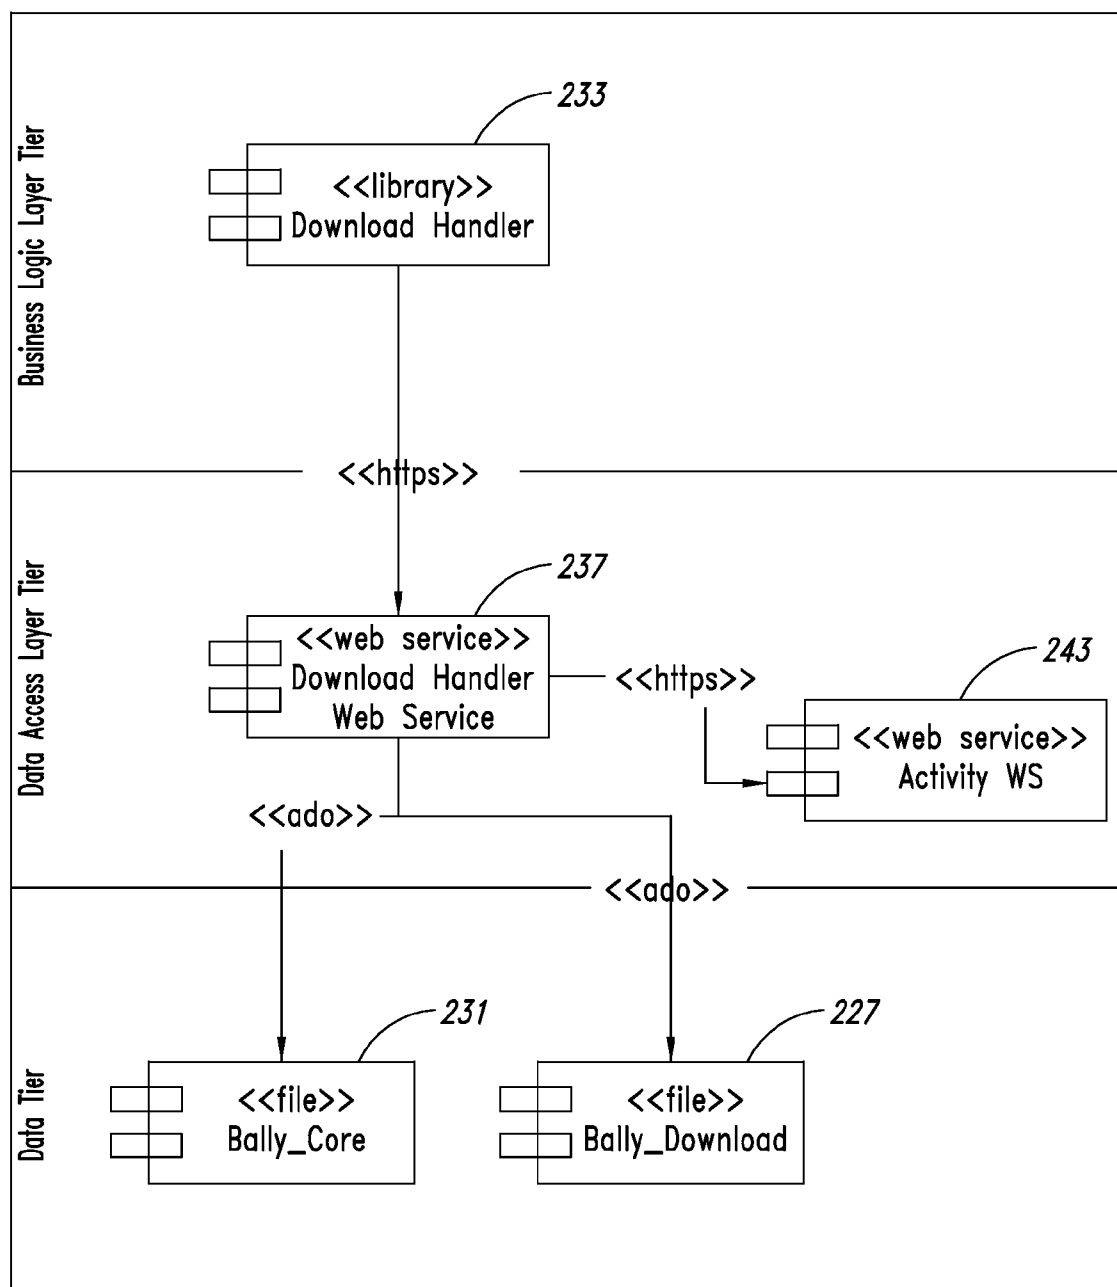 Business Logic Layer Tier
233
<<library>>
Download Handler
<<https>>
Data Access Layer Tier
237
<<web service>>
Download Handler
Web Service
<<https>>
243
<<web service>>
Activity WS
<<ado>>
<<ado>>
Data Tier
231
<<file>>
Bally_Core
227
<<file>>
Bally_Download